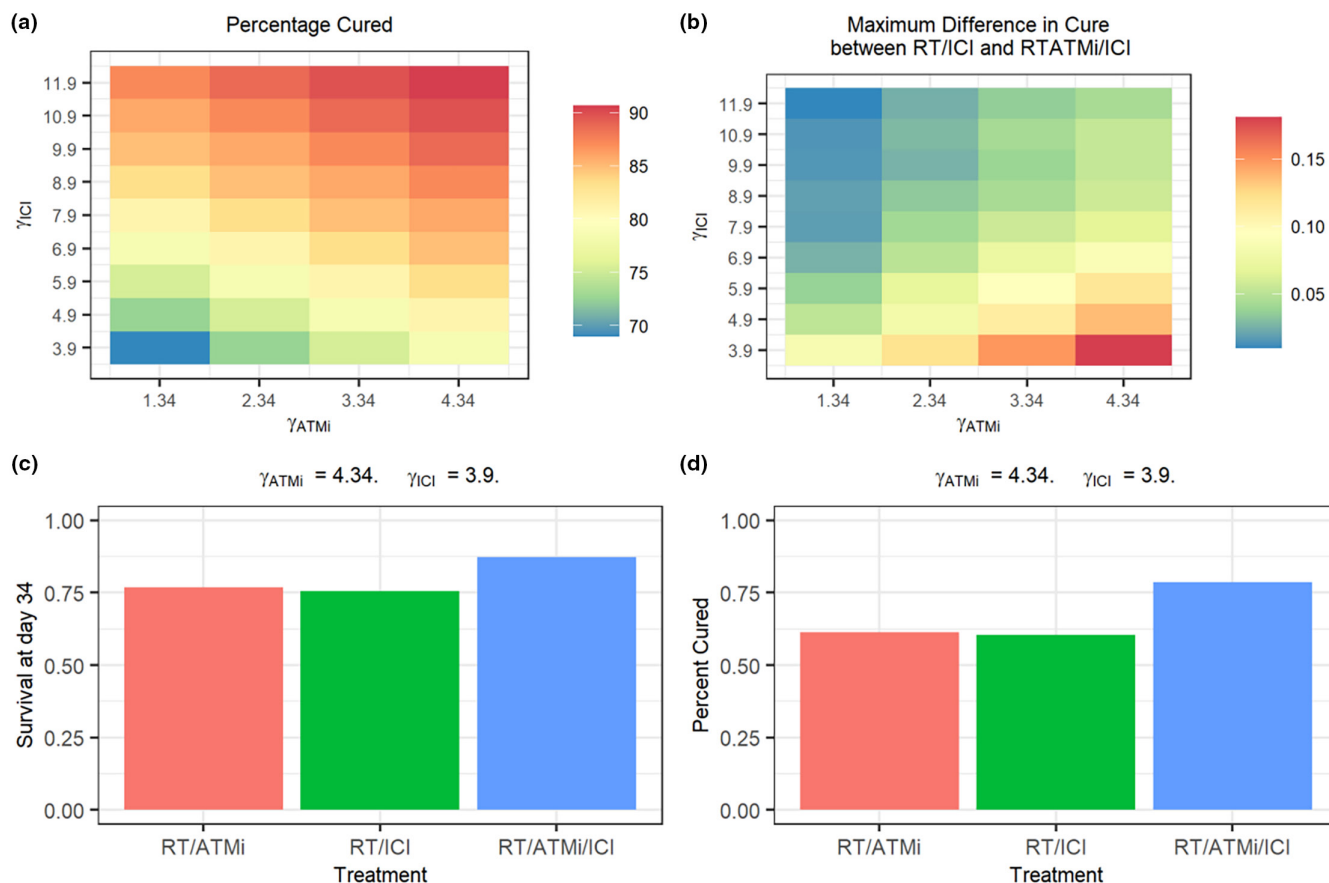 (a)
Percentage Cured
γICI
11.9
10.9
9.9
8.9
7.9
6.9
5.9
4.9
3.9
1.34 2.34 3.34 4.34
γATMi
90
85
80
75
70
(b)
Maximum Difference in Cure
between RT/ICI and RTATMi/ICI
γICI
11.9
10.9
9.9
8.9
7.9
6.9
5.9
4.9
3.9
1.34 2.34 3.34 4.34
γATMi
0.15
0.10
0.05
(c)
γATMi = 4.34. γICI = 3.9.
Survival at day 34
1.00
0.75
0.50
0.25
0.00
RT/ATMi RT/ICI RT/ATMi/ICI
Treatment
(d)
γATMi = 4.34. γICI = 3.9.
Percent Cured
1.00
0.75
0.50
0.25
0.00
RT/ATMi RT/ICI RT/ATMi/ICI
Treatment